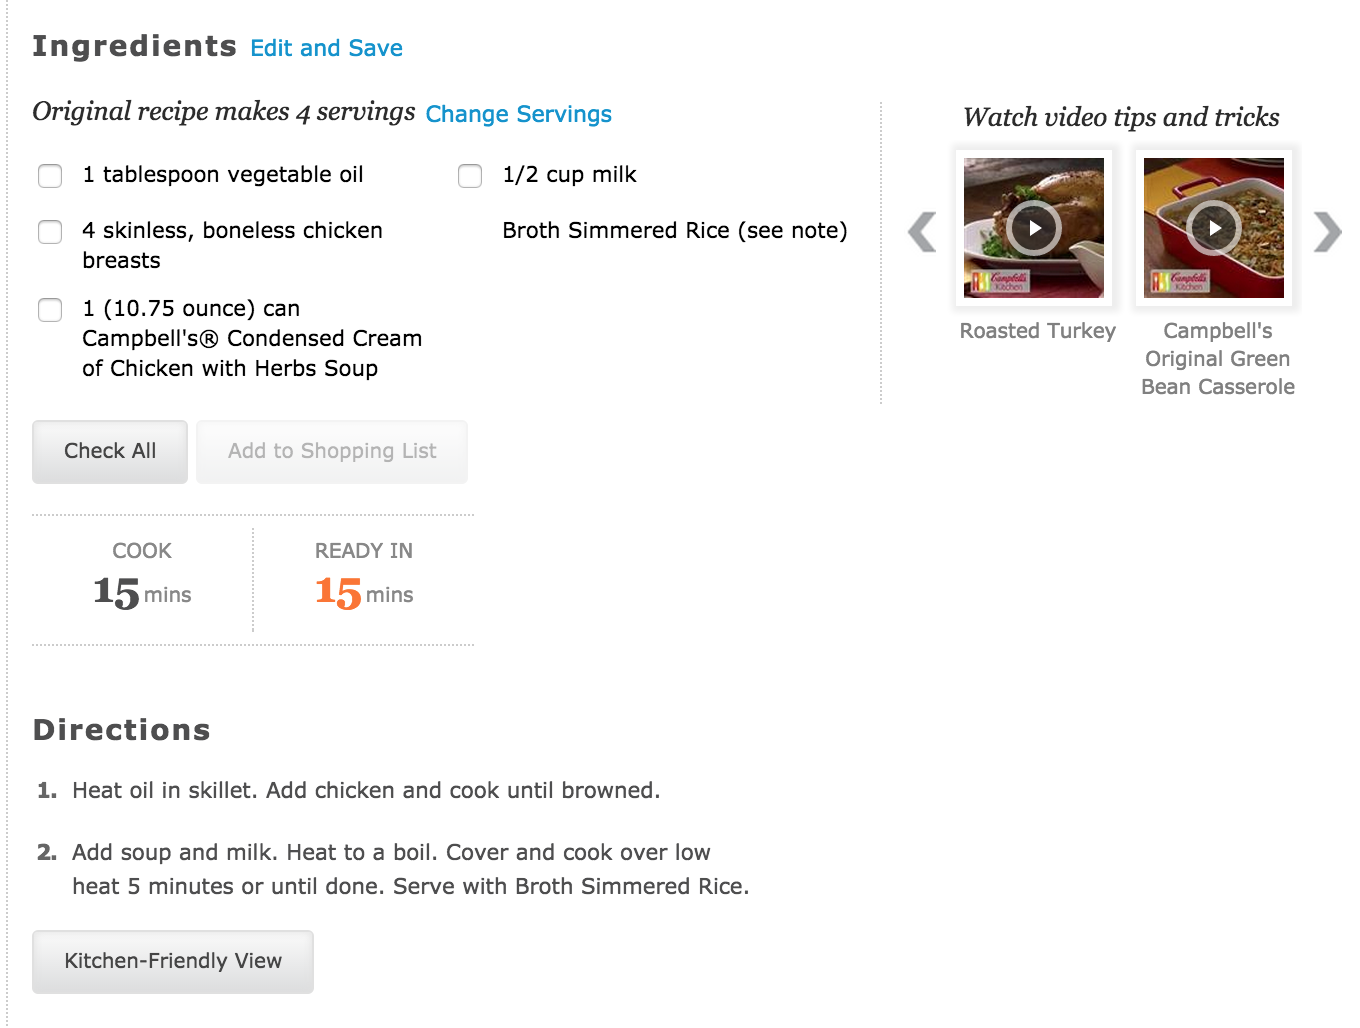 Ingredients Edit and Save
Original recipe makes 4 servings Change Servings
1 tablespoon vegetable oil
4 skinless, boneless chicken
breasts
1 (10.75 ounce) can
Campbell's® Condensed Cream
of Chicken with Herbs Soup
1/2 cup milk
Broth Simmered Rice (see note)
Check All
Add to Shopping List
Watch video tips and tricks
Campbell's
Kitchen
Roasted Turkey
Campbell's
Kitchen
Campbell's
Original Green
Bean Casserole
COOK
15 mins
READY IN
15 mins
Directions
1. Heat oil in skillet. Add chicken and cook until browned.
2. Add soup and milk. Heat to a boil. Cover and cook over low
heat 5 minutes or until done. Serve with Broth Simmered Rice.
Kitchen-Friendly View